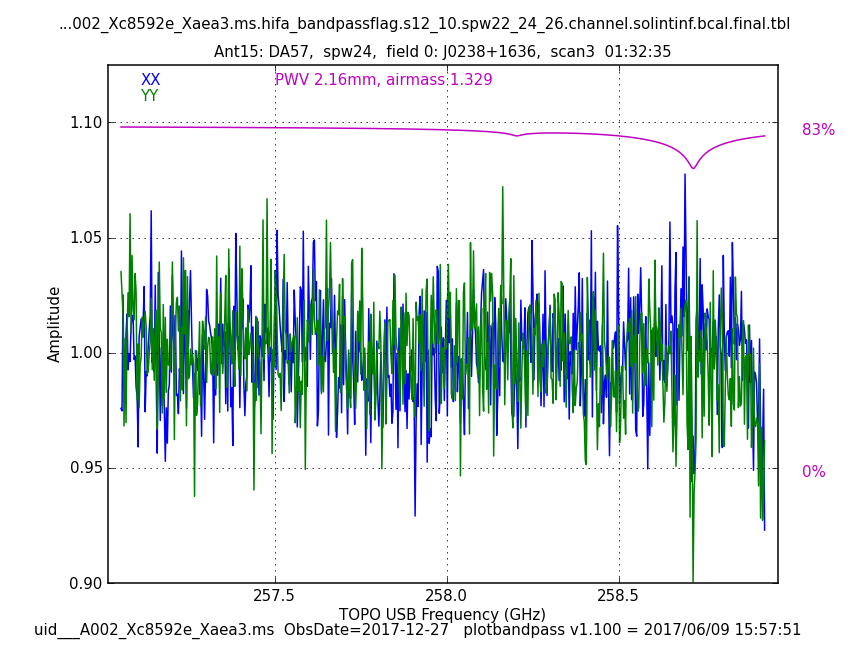 ...002_Xc8592e_Xaea3.ms.hifa_bandpassflag.s12_10.spw22_24_26.channel.solintinf.bcal.final.tbl
Ant15: DA57,  spw24,  field 0: J0238+1636,  scan3  01:32:35
XX
PWV 2.16mm, airmass 1.329
YY
1.10
83%
1.05
Amplitude
1.00
0.95
0%
0.90
257.5
258.0
258.5
TOPO USB Frequency (GHz)
uid___A002_Xc8592e_Xaea3.ms  ObsDate=2017-12-27   plotbandpass v1.100 = 2017/06/09 15:57:51